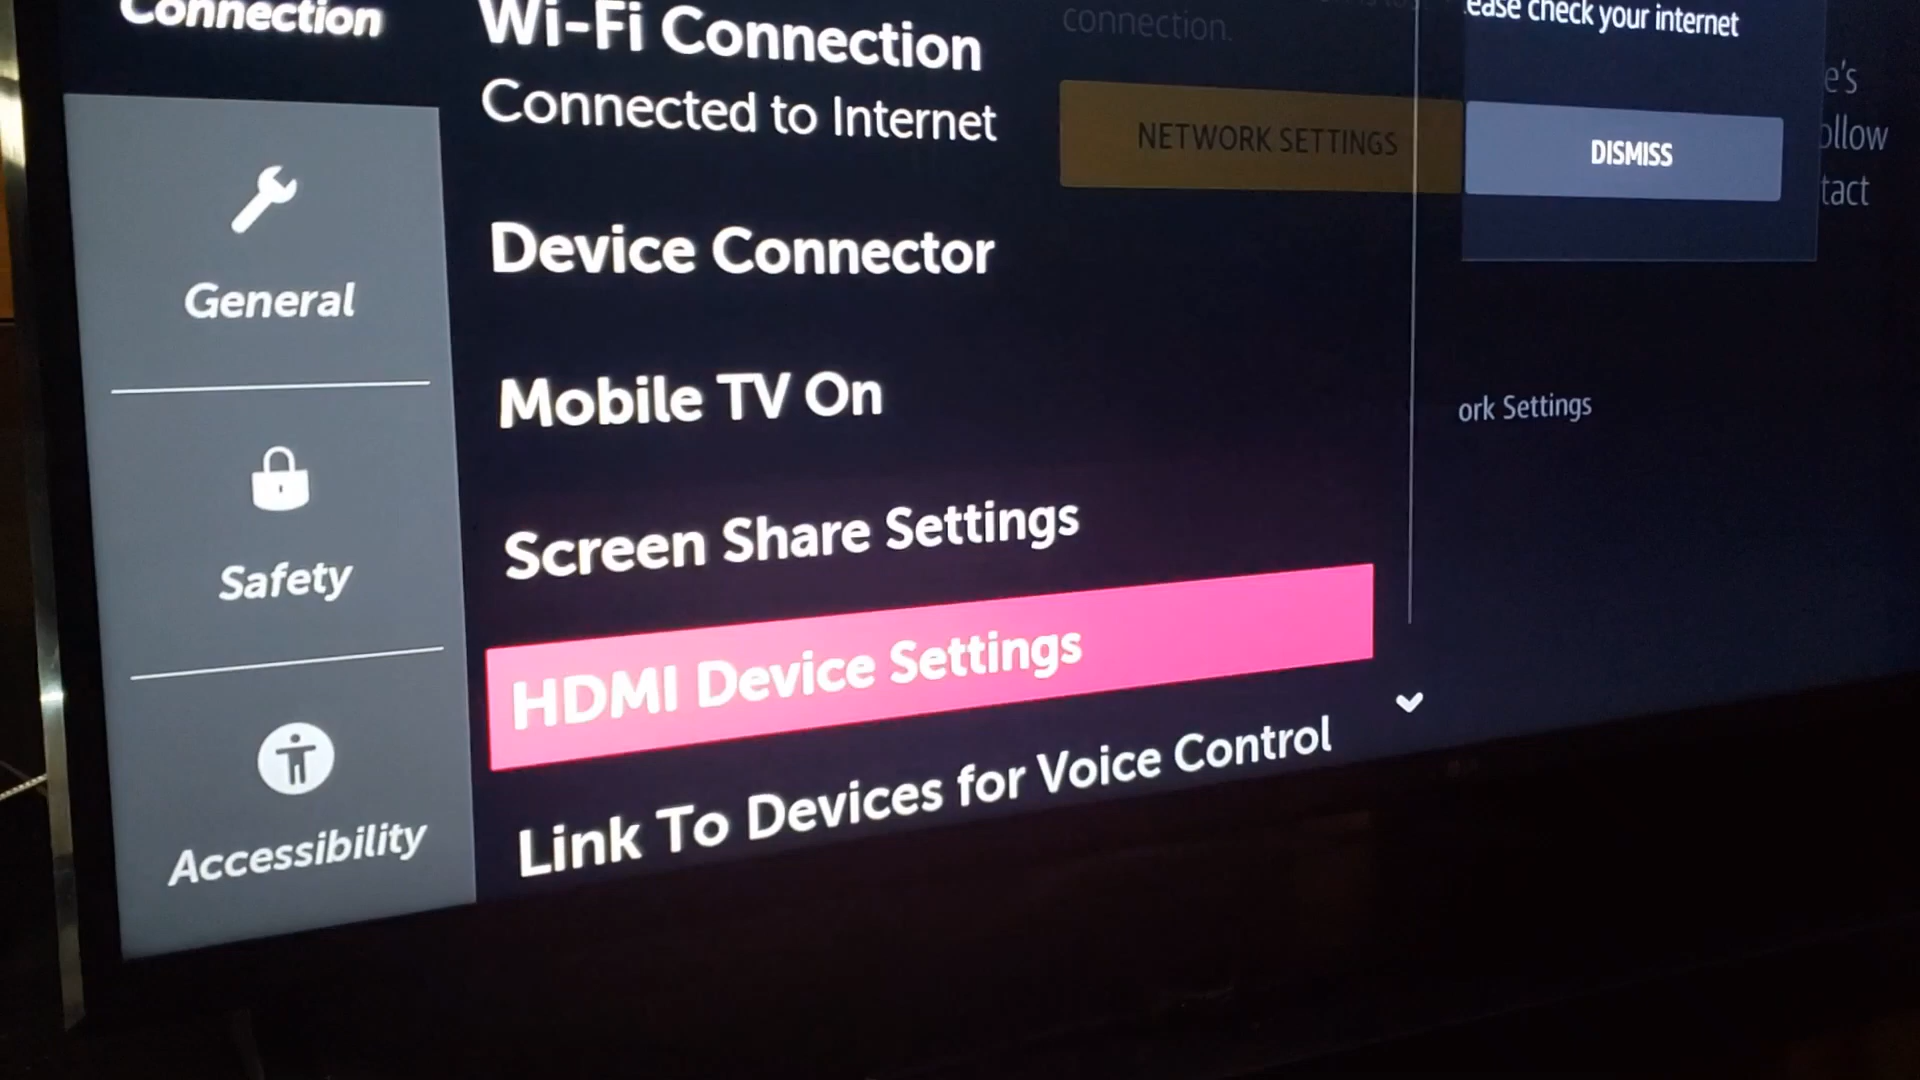 Connection
General
Safety
Accessibility
Wi-Fi Connection
Connected to Internet
Device Connector
Mobile TV On
Screen Share Settings
HDMI Device Settings
Link To Devices for Voice Control
connection.
NETWORK SETTINGS
ease check your internet
DISMISS
e's
ollow
tact
ork Settings